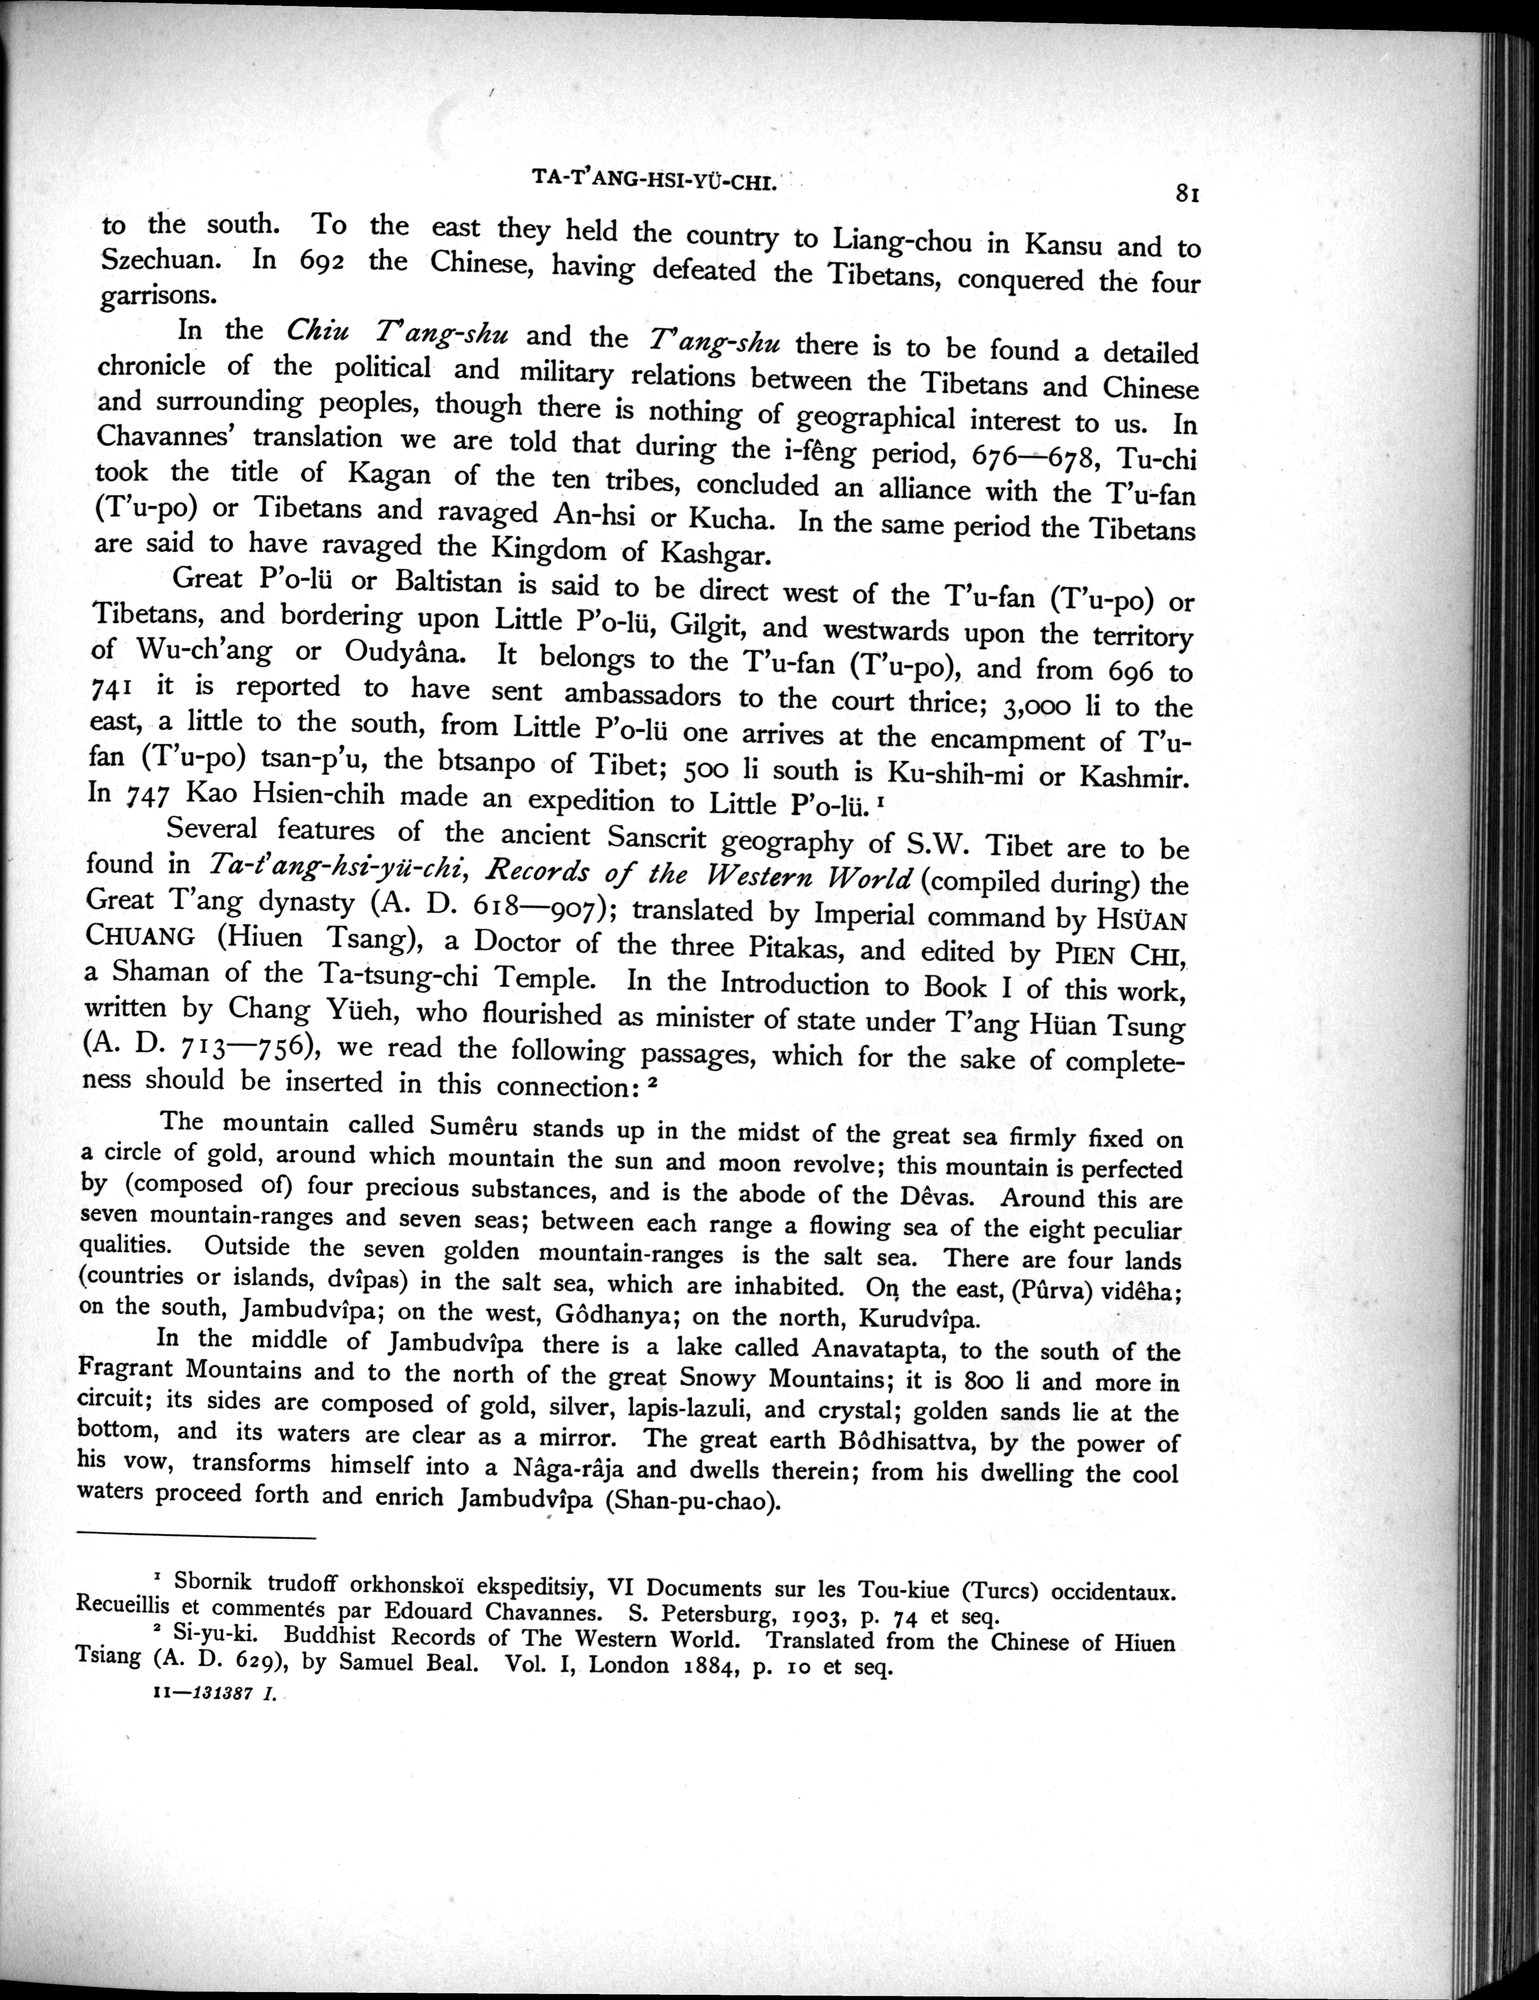 TA-T'ANG-HSI-YÜ-CHI.
81
to the south. To the east they held the country to Liang-chou in Kansu and to
Szechuan. In 692 the Chinese, having defeated the Tibetans, conquered the four
garrisons.
In the Chiu T'ang-shu and the T'ang-shu there is to be found a detailed
chronicle of the political and military relations between the Tibetans and Chinese
and surrounding peoples, though there is nothing of geographical interest to us. In
Chavannes' translation we are told that during the i-fêng period, 676—678, Tu-chi
took the title of Kagan of the ten tribes, concluded an alliance with the T'u-fan
(T'u-po) or Tibetans and ravaged An-hsi or Kucha. In the same period the Tibetans
are said to have ravaged the Kingdom of Kashgar.
Great P'o-lü or Baltistan is said to be direct west of the T'u-fan (T'u-po) or
Tibetans, and bordering upon Little P'o-lü, Gilgit, and westwards upon the territory
of Wu-ch'ang or Oudyâna. It belongs to the T'u-fan (T'u-po), and from 696 to
741 it is reported to have sent ambassadors to the court thrice; 3,000 li to the
east, a little to the south, from Little P'o-lü one arrives at the encampment of T'u-
fan (T'u-po) tsan-p'u, the btsanpo of Tibet; 500 li south is Ku-shih-mi or Kashmir.
In 747 Kao Hsien-chih made an expedition to Little P'o-lü. ¹
Several features of the ancient Sanscrit geography of S.W. Tibet are to be
found in Ta-t'ang-hsi-yü-chi, Records of the Western World (compiled during) the
Great T'ang dynasty (A. D. 618—907); translated by Imperial command by HSÜAN
CHUANG (Hiuen Tsang), a Doctor of the three Pitakas, and edited by PIEN CHI,
a Shaman of the Ta-tsung-chi Temple. In the Introduction to Book I of this work,
written by Chang Yüeh, who flourished as minister of state under T'ang Hüan Tsung
(A. D. 713—756), we read the following passages, which for the sake of complete-
ness should be inserted in this connection: ²
The mountain called Sumêru stands up in the midst of the great sea firmly fixed on
a circle of gold, around which mountain the sun and moon revolve; this mountain is perfected
by (composed of) four precious substances, and is the abode of the Dêvas. Around this are
seven mountain-ranges and seven seas; between each range a flowing sea of the eight peculiar
qualities. Outside the seven golden mountain-ranges is the salt sea. There are four lands
(countries or islands, dvîpas) in the salt sea, which are inhabited. On the east, (Pûrva) vidêha;
on the south, Jambudvîpa; on the west, Gôdhanya; on the north, Kurudvîpa.
In the middle of Jambudvîpa there is a lake called Anavatapta, to the south of the
Fragrant Mountains and to the north of the great Snowy Mountains; it is 800 li and more in
circuit; its sides are composed of gold, silver, lapis-lazuli, and crystal; golden sands lie at the
bottom, and its waters are clear as a mirror. The great earth Bôdhisattva, by the power of
his vow, transforms himself into a Nâga-râja and dwells therein; from his dwelling the cool
waters proceed forth and enrich Jambudvîpa (Shan-pu-chao).
¹ Sbornik trudoff orkhonskoï ekspeditsiy, VI Documents sur les Tou-kiue (Turcs) occidentaux.
Recueillis et commentés par Edouard Chavannes. S. Petersburg, 1903, p. 74 et seq.
² Si-yu-ki. Buddhist Records of The Western World. Translated from the Chinese of Hiuen
Tsiang (A. D. 629), by Samuel Beal. Vol. I, London 1884, p. 10 et seq.
11—131387 I.